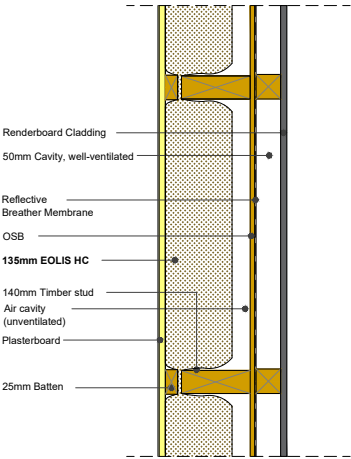 Renderboard Cladding
50mm Cavity, well-ventilated
Reflective
Breather Membrane
OSB
135mm EOLIS HC
140mm Timber stud
Air cavity
(unventilated)
Plasterboard
25mm Batten